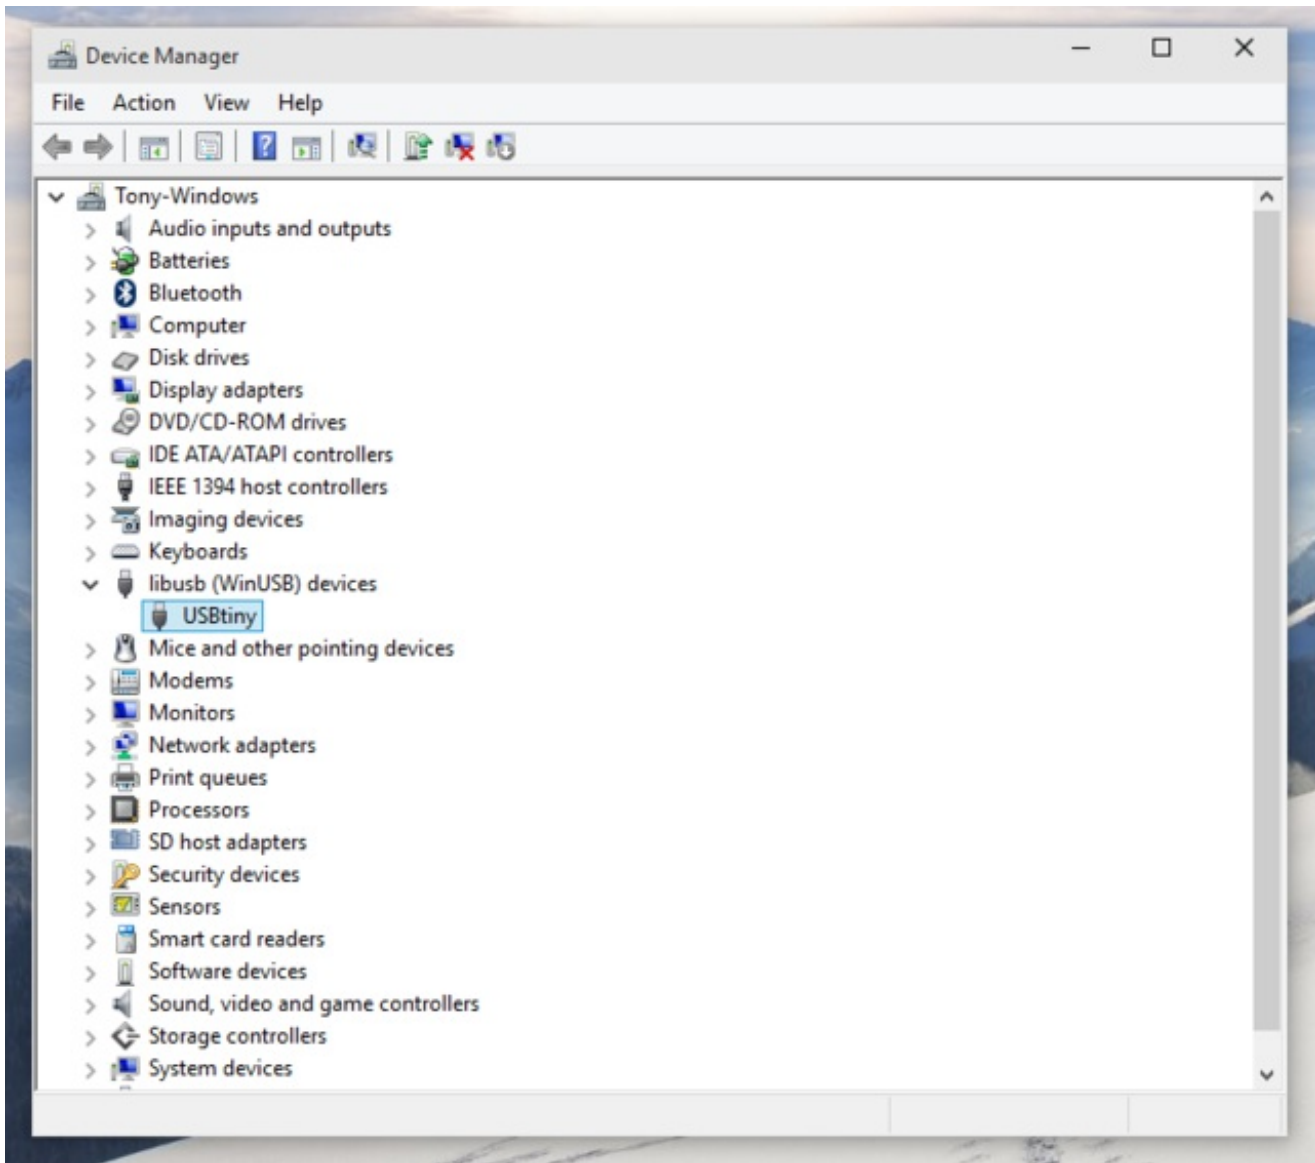 Device Manager
File Action View Help
Tony-Windows
Audio inputs and outputs
Batteries
Bluetooth
Computer
Disk drives
Display adapters
DVD/CD-ROM drives
IDE ATA/ATAPI controllers
IEEE 1394 host controllers
Imaging devices
Keyboards
libusb (WinUSB) devices
USBtiny
Mice and other pointing devices
Modems
Monitors
Network adapters
Print queues
Processors
SD host adapters
Security devices
Sensors
Smart card readers
Software devices
Sound, video and game controllers
Storage controllers
System devices